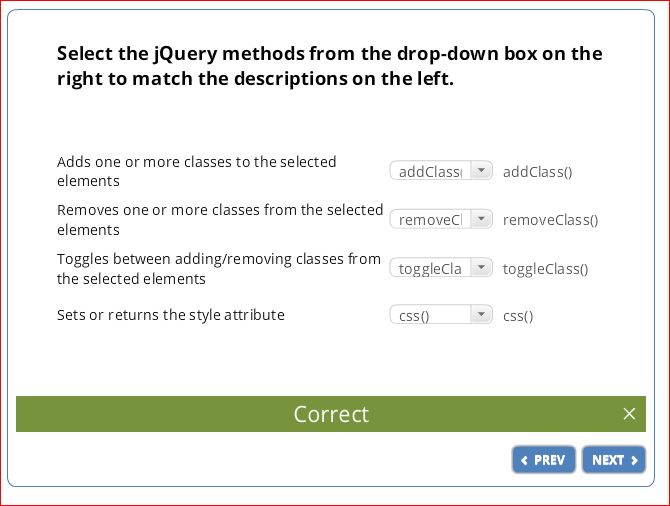 Select the jQuery methods from the drop-down box on the
right to match the descriptions on the left.
Adds one or more classes to the selected
elements
addClass( addClass()
Removes one or more classes from the selected
elements
removeCl removeClass()
Toggles between adding/removing classes from
the selected elements
toggleCla toggleClass()
Sets or returns the style attribute
css() css()
Correct
PREV NEXT